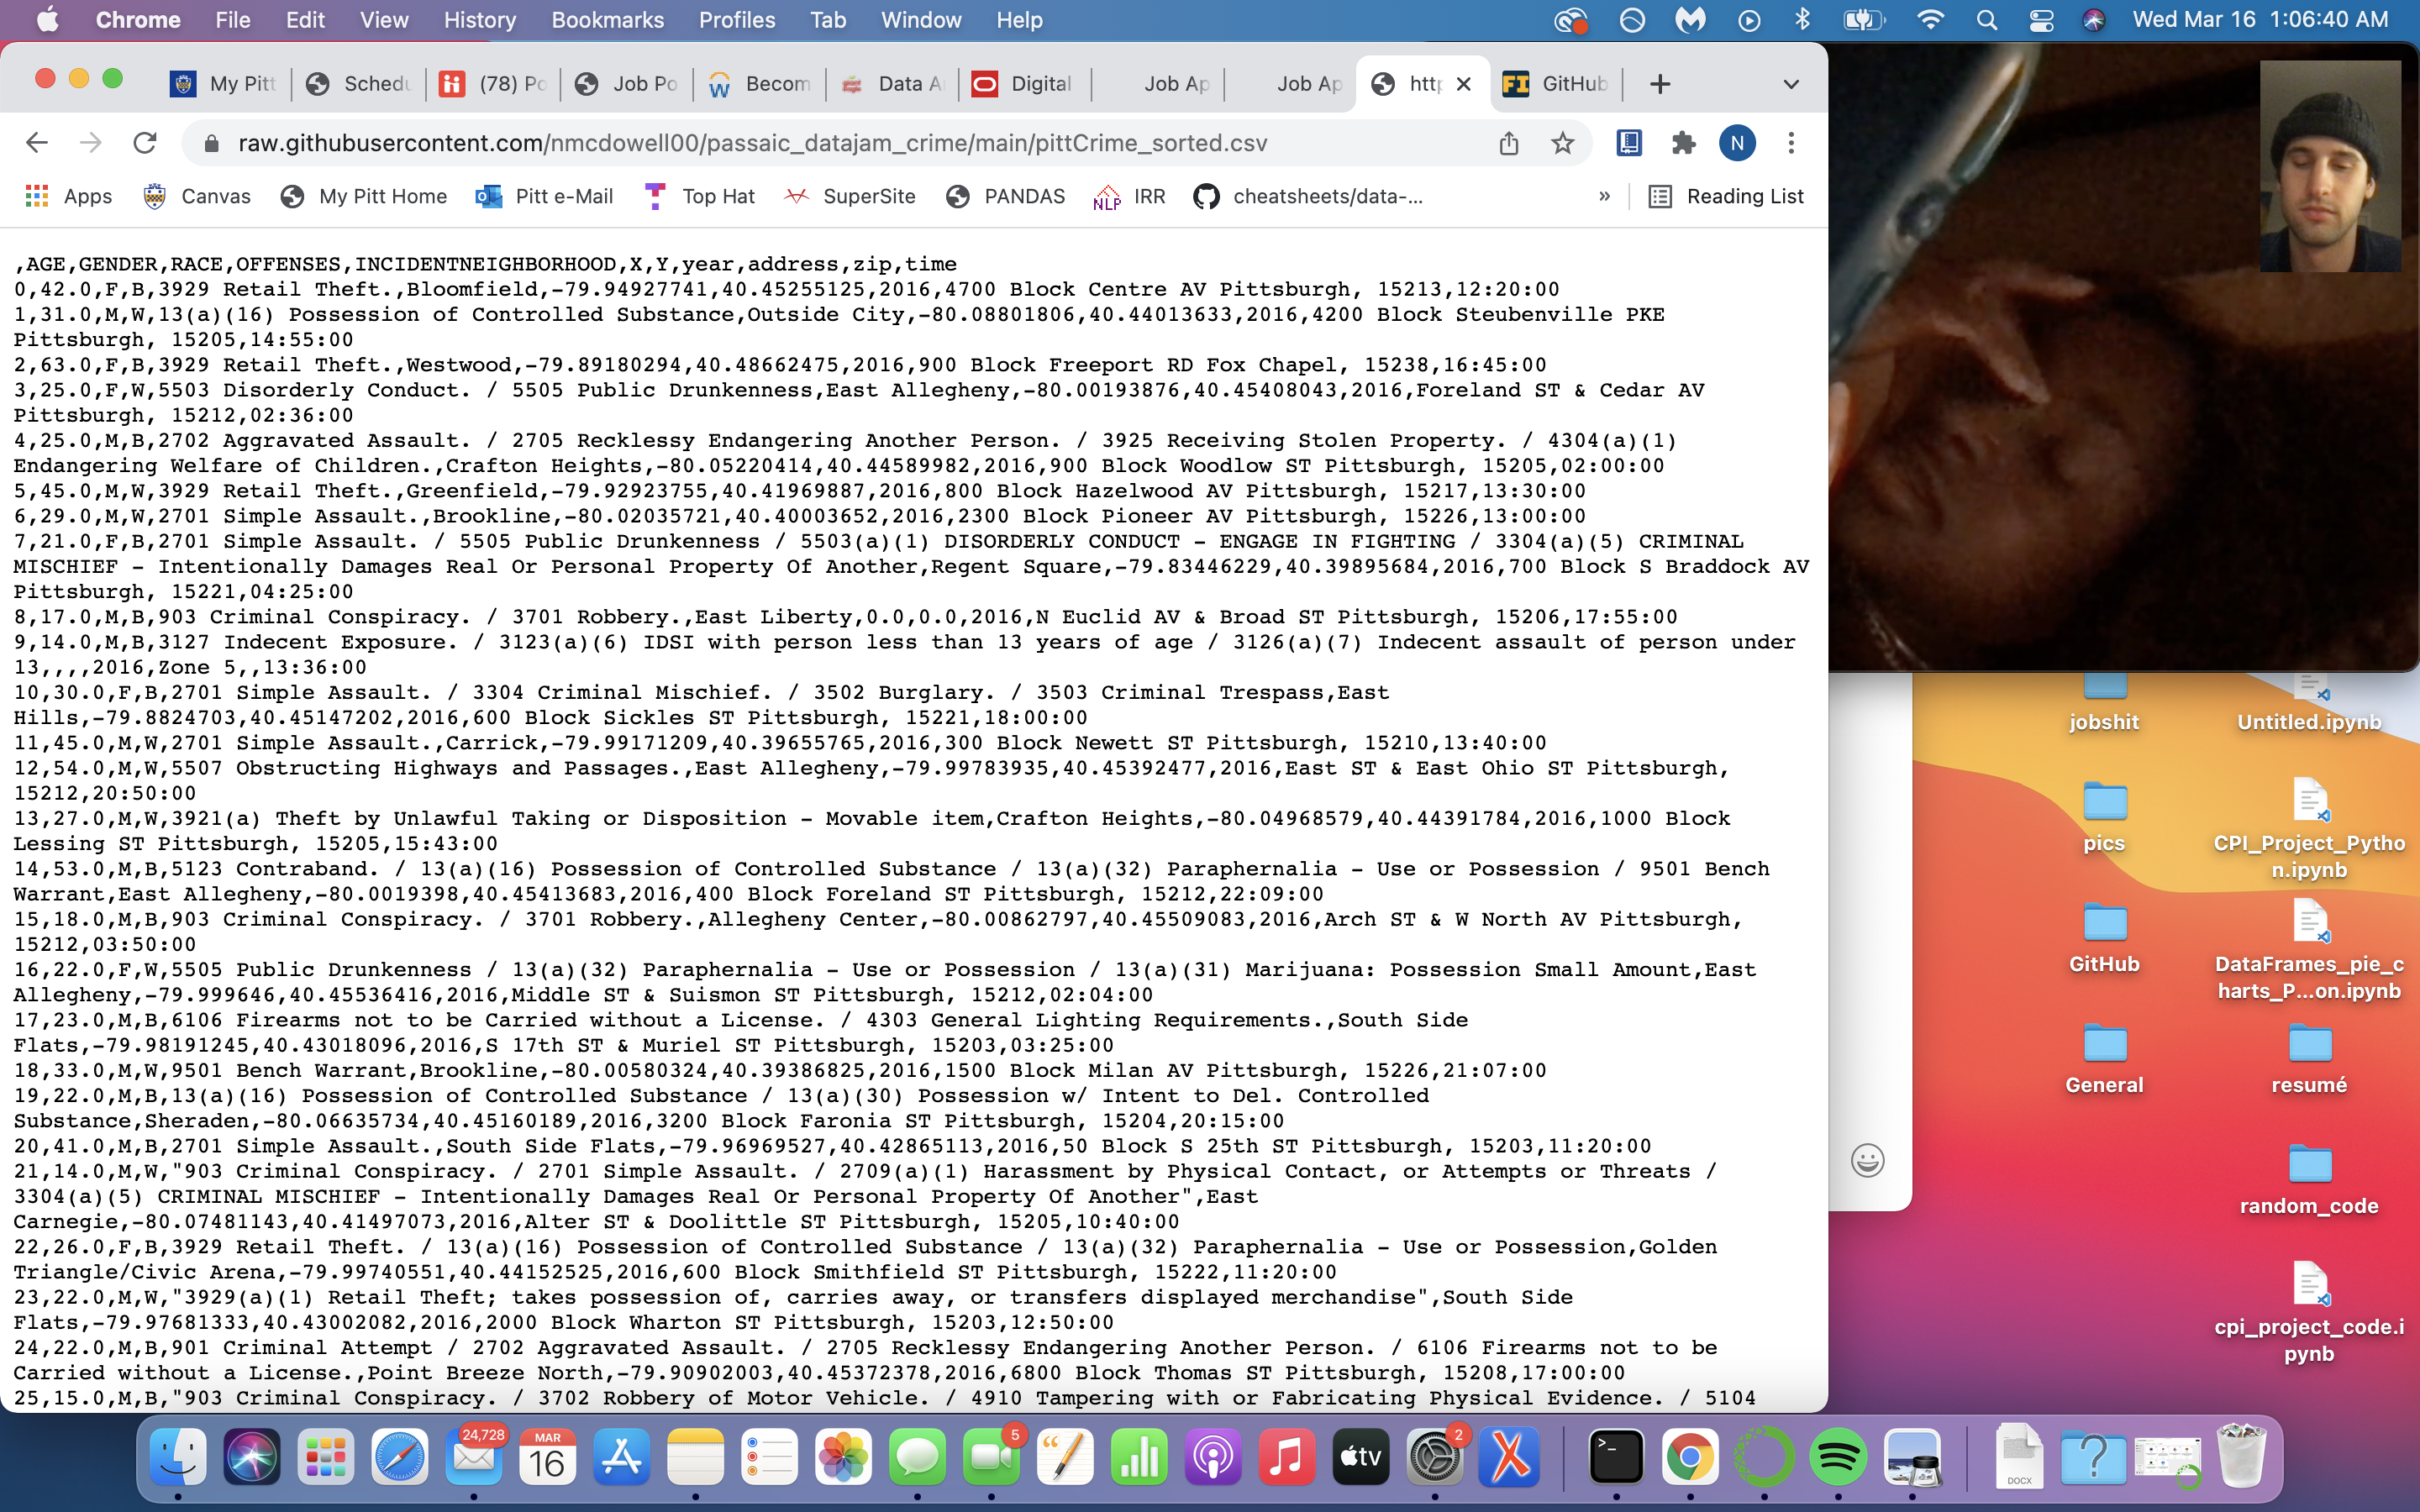 Chrome File Edit View History Bookmarks Profiles Tab Window Help Wed Mar 16 1:06:40 AM
My Pitt Schedu (78) Po Job Po Becom Data A Digital Job Ap Job Ap http GitHub
raw.githubusercontent.com/nmcdowell00/passaic_datajam_crime/main/pittCrime_sorted.csv N
Apps Canvas My Pitt Home Pitt e-Mail Top Hat SuperSite PANDAS NLP IRR cheatsheets/data-... » Reading List
,AGE,GENDER,RACE,OFFENSES,INCIDENTNEIGHBORHOOD,X,Y,year,address,zip,time
0,42.0,F,B,3929 Retail Theft.,Bloomfield,-79.94927741,40.45255125,2016,4700 Block Centre AV Pittsburgh, 15213,12:20:00
1,31.0,M,W,13(a)(16) Possession of Controlled Substance,Outside City,-80.08801806,40.44013633,2016,4200 Block Steubenville PKE
Pittsburgh, 15205,14:55:00
2,63.0,F,B,3929 Retail Theft.,Westwood,-79.89180294,40.48662475,2016,900 Block Freeport RD Fox Chapel, 15238,16:45:00
3,25.0,F,W,5503 Disorderly Conduct. / 5505 Public Drunkenness,East Allegheny,-80.00193876,40.45408043,2016,Foreland ST & Cedar AV
Pittsburgh, 15212,02:36:00
4,25.0,M,B,2702 Aggravated Assault. / 2705 Recklessy Endangering Another Person. / 3925 Receiving Stolen Property. / 4304(a)(1)
Endangering Welfare of Children.,Crafton Heights,-80.05220414,40.44589982,2016,900 Block Woodlow ST Pittsburgh, 15205,02:00:00
5,45.0,M,W,3929 Retail Theft.,Greenfield,-79.92923755,40.41969887,2016,800 Block Hazelwood AV Pittsburgh, 15217,13:30:00
6,29.0,M,W,2701 Simple Assault.,Brookline,-80.02035721,40.40003652,2016,2300 Block Pioneer AV Pittsburgh, 15226,13:00:00
7,21.0,F,B,2701 Simple Assault. / 5505 Public Drunkenness / 5503(a)(1) DISORDERLY CONDUCT - ENGAGE IN FIGHTING / 3304(a)(5) CRIMINAL
MISCHIEF - Intentionally Damages Real Or Personal Property Of Another,Regent Square,-79.83446229,40.39895684,2016,700 Block S Braddock AV
Pittsburgh, 15221,04:25:00
8,17.0,M,B,903 Criminal Conspiracy. / 3701 Robbery.,East Liberty,0.0,0.0,2016,N Euclid AV & Broad ST Pittsburgh, 15206,17:55:00
9,14.0,M,B,3127 Indecent Exposure. / 3123(a)(6) IDSI with person less than 13 years of age / 3126(a)(7) Indecent assault of person under
13,,,,2016,Zone 5,,13:36:00
10,30.0,F,B,2701 Simple Assault. / 3304 Criminal Mischief. / 3502 Burglary. / 3503 Criminal Trespass,East
Hills,-79.8824703,40.45147202,2016,600 Block Sickles ST Pittsburgh, 15221,18:00:00
11,45.0,M,W,2701 Simple Assault.,Carrick,-79.99171209,40.39655765,2016,300 Block Newett ST Pittsburgh, 15210,13:40:00
12,54.0,M,W,5507 Obstructing Highways and Passages.,East Allegheny,-79.99783935,40.45392477,2016,East ST & East Ohio ST Pittsburgh,
15212,20:50:00
13,27.0,M,W,3921(a) Theft by Unlawful Taking or Disposition - Movable item,Crafton Heights,-80.04968579,40.44391784,2016,1000 Block
Lessing ST Pittsburgh, 15205,15:43:00
14,53.0,M,B,5123 Contraband. / 13(a)(16) Possession of Controlled Substance / 13(a)(32) Paraphernalia - Use or Possession / 9501 Bench
Warrant,East Allegheny,-80.0019398,40.45413683,2016,400 Block Foreland ST Pittsburgh, 15212,22:09:00
15,18.0,M,B,903 Criminal Conspiracy. / 3701 Robbery.,Allegheny Center,-80.00862797,40.45509083,2016,Arch ST & W North AV Pittsburgh,
15212,03:50:00
16,22.0,F,W,5505 Public Drunkenness / 13(a)(32) Paraphernalia - Use or Possession / 13(a)(31) Marijuana: Possession Small Amount,East
Allegheny,-79.999646,40.45536416,2016,Middle ST & Suismon ST Pittsburgh, 15212,02:04:00
17,23.0,M,B,6106 Firearms not to be Carried without a License. / 4303 General Lighting Requirements.,South Side
Flats,-79.98191245,40.43018096,2016,S 17th ST & Muriel ST Pittsburgh, 15203,03:25:00
18,33.0,M,W,9501 Bench Warrant,Brookline,-80.00580324,40.39386825,2016,1500 Block Milan AV Pittsburgh, 15226,21:07:00
19,22.0,M,B,13(a)(16) Possession of Controlled Substance / 13(a)(30) Possession w/ Intent to Del. Controlled
Substance,Sheraden,-80.06635734,40.45160189,2016,3200 Block Faronia ST Pittsburgh, 15204,20:15:00
20,41.0,M,B,2701 Simple Assault.,South Side Flats,-79.96969527,40.42865113,2016,50 Block S 25th ST Pittsburgh, 15203,11:20:00
21,14.0,M,W,"903 Criminal Conspiracy. / 2701 Simple Assault. / 2709(a)(1) Harassment by Physical Contact, or Attempts or Threats /
3304(a)(5) CRIMINAL MISCHIEF - Intentionally Damages Real Or Personal Property Of Another",East
Carnegie,-80.07481143,40.41497073,2016,Alter ST & Doolittle ST Pittsburgh, 15205,10:40:00
22,26.0,F,B,3929 Retail Theft. / 13(a)(16) Possession of Controlled Substance / 13(a)(32) Paraphernalia - Use or Possession,Golden
Triangle/Civic Arena,-79.99740551,40.44152525,2016,600 Block Smithfield ST Pittsburgh, 15222,11:20:00
23,22.0,M,W,"3929(a)(1) Retail Theft; takes possession of, carries away, or transfers displayed merchandise",South Side
Flats,-79.97681333,40.43002082,2016,2000 Block Wharton ST Pittsburgh, 15203,12:50:00
24,22.0,M,B,901 Criminal Attempt / 2702 Aggravated Assault. / 2705 Recklessy Endangering Another Person. / 6106 Firearms not to be
Carried without a License.,Point Breeze North,-79.90902003,40.45372378,2016,6800 Block Thomas ST Pittsburgh, 15208,17:00:00
25,15.0,M,B,"903 Criminal Conspiracy. / 3702 Robbery of Motor Vehicle. / 4910 Tampering with or Fabricating Physical Evidence. / 5104
jobshit Untitled.ipynb
pics CPI_Project_Pytho
n.ipynb
GitHub DataFrames_pie_c
harts_P...on.ipynb
General resumé
random_code
cpi_project_code.i
pynb
24,728 MAR 5 2
16 tv DOCX